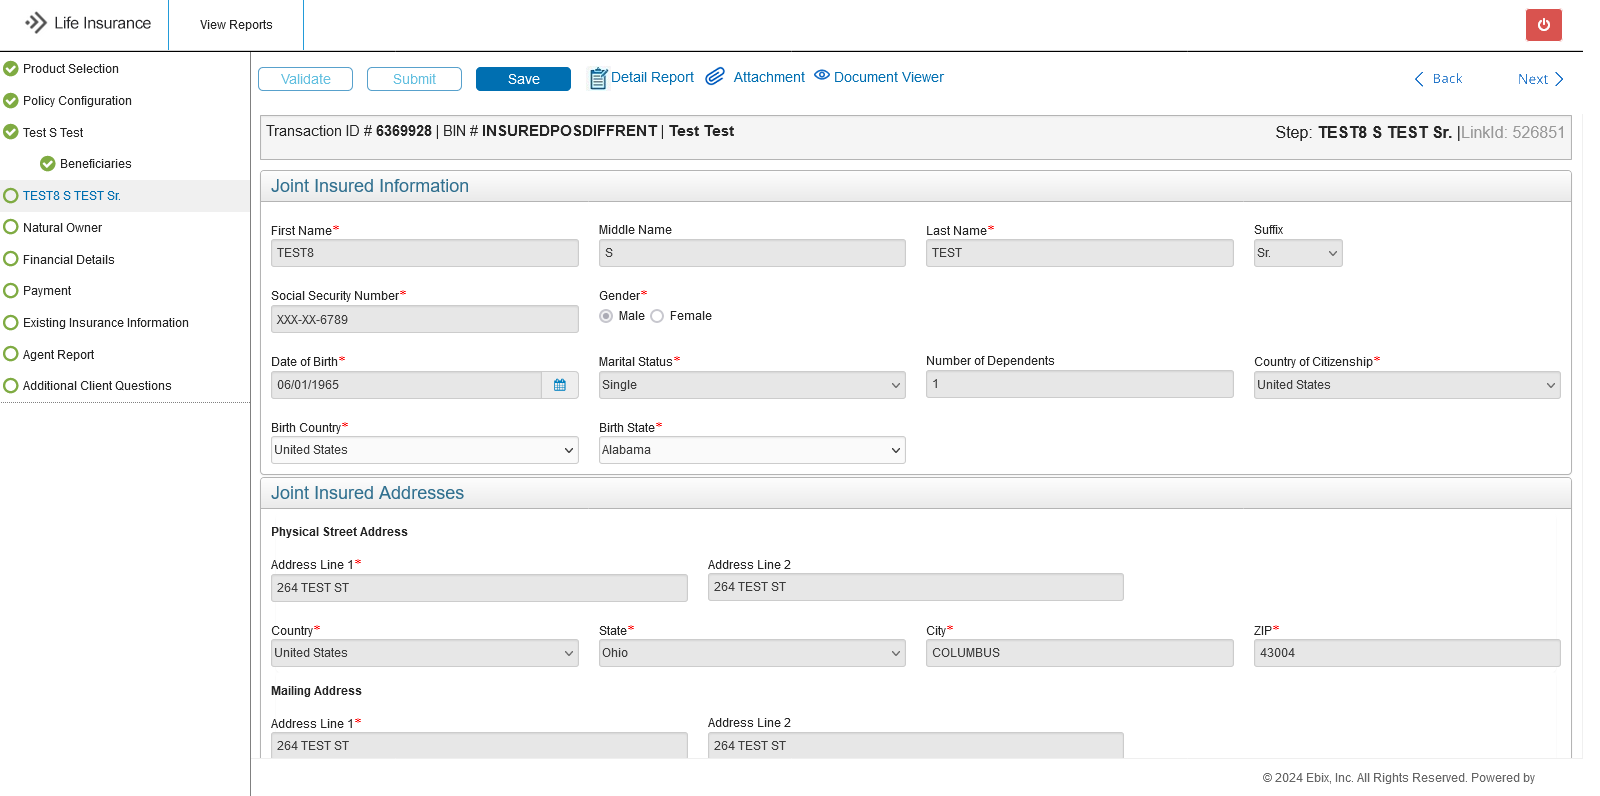 Life Insurance
View Reports
Product Selection
Policy Configuration
Test S Test
Beneficiaries
TEST8 S TEST Sr.
Natural Owner
Financial Details
Payment
Existing Insurance Information
Agent Report
Additional Client Questions
Validate Submit Save Detail Report Attachment Document Viewer Back Next
Transaction ID # 6369928 | BIN # INSUREDPOSDIFFRENT | Test Test Step: TEST8 S TEST Sr. |LinkId: 526851
Joint Insured Information
First Name* Middle Name Last Name* Suffix
TEST8 S TEST Sr.
Social Security Number* Gender*
XXX-XX-6789 Male Female
Date of Birth* Marital Status* Number of Dependents Country of Citizenship*
06/01/1965 Single 1 United States
Birth Country* Birth State*
United States Alabama
Joint Insured Addresses
Physical Street Address
Address Line 1* Address Line 2
264 TEST ST 264 TEST ST
Country* State* City* ZIP*
United States Ohio COLUMBUS 43004
Mailing Address
Address Line 1* Address Line 2
264 TEST ST 264 TEST ST
© 2024 Ebix, Inc. All Rights Reserved. Powered by